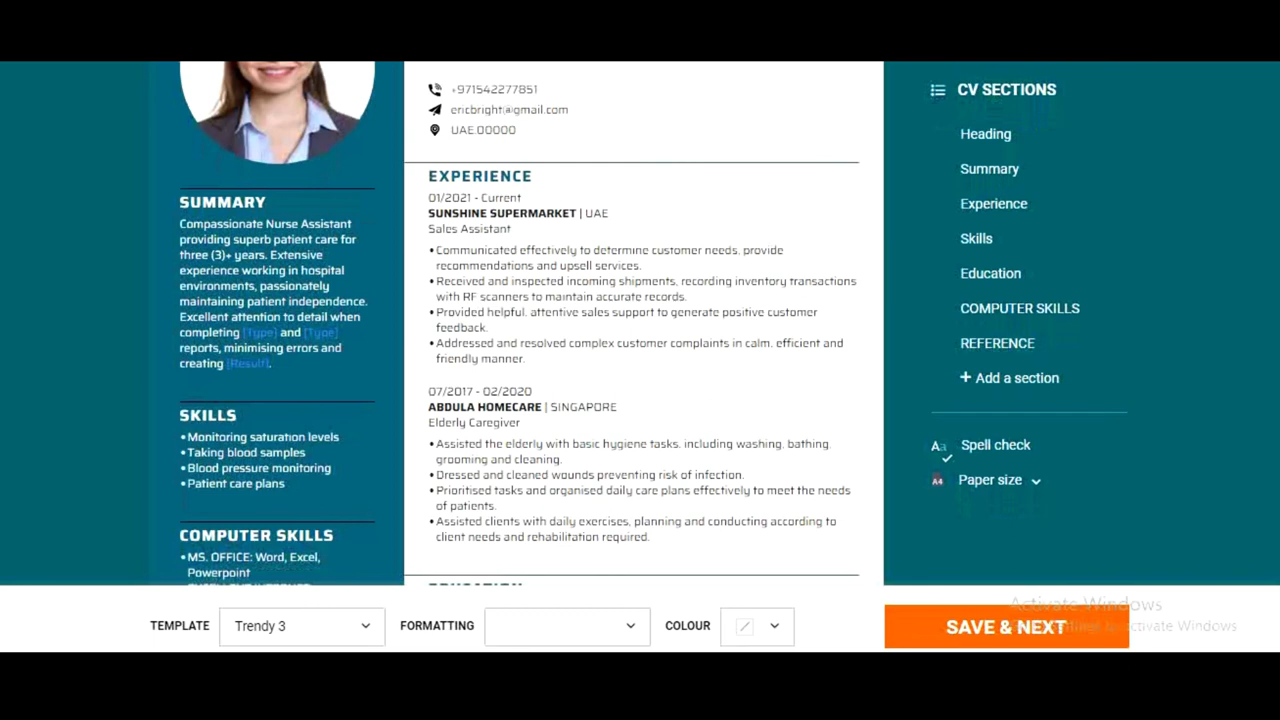 SUMMARY
Compassionate Nurse Assistant
providing superb patient care for
three (3)+ years. Extensive
experience working in hospital
environments, passionately
maintaining patient independence.
Excellent attention to detail when
completing [Type] and [Type]
reports, minimising errors and
creating [Result].
SKILLS
•Monitoring saturation levels
•Taking blood samples
•Blood pressure monitoring
•Patient care plans
COMPUTER SKILLS
•MS. OFFICE: Word, Excel,
Powerpoint
+971542277851
ericbright@gmail.com
UAE 00000
EXPERIENCE
01/2021 - Current
SUNSHINE SUPERMARKET | UAE
Sales Assistant
•Communicated effectively to determine customer needs, provide
recommendations and upsell services.
•Received and inspected incoming shipments, recording inventory transactions
with RF scanners to maintain accurate records.
•Provided helpful, attentive sales support to generate positive customer
feedback.
•Addressed and resolved complex customer complaints in calm, efficient and
friendly manner.
07/2017 - 02/2020
ABDULA HOMECARE | SINGAPORE
Elderly Caregiver
•Assisted the elderly with basic hygiene tasks, including washing, bathing,
grooming and cleaning.
•Dressed and cleaned wounds preventing risk of infection.
•Prioritised tasks and organised daily care plans effectively to meet the needs
of patients.
•Assisted clients with daily exercises, planning and conducting according to
client needs and rehabilitation required.
EDUCATION
CV SECTIONS
Heading
Summary
Experience
Skills
Education
COMPUTER SKILLS
REFERENCE
+ Add a section
Spell check
A4 Paper size
TEMPLATE Trendy 3 FORMATTING COLOUR SAVE & NEXT
Activate Windows
activate Windows